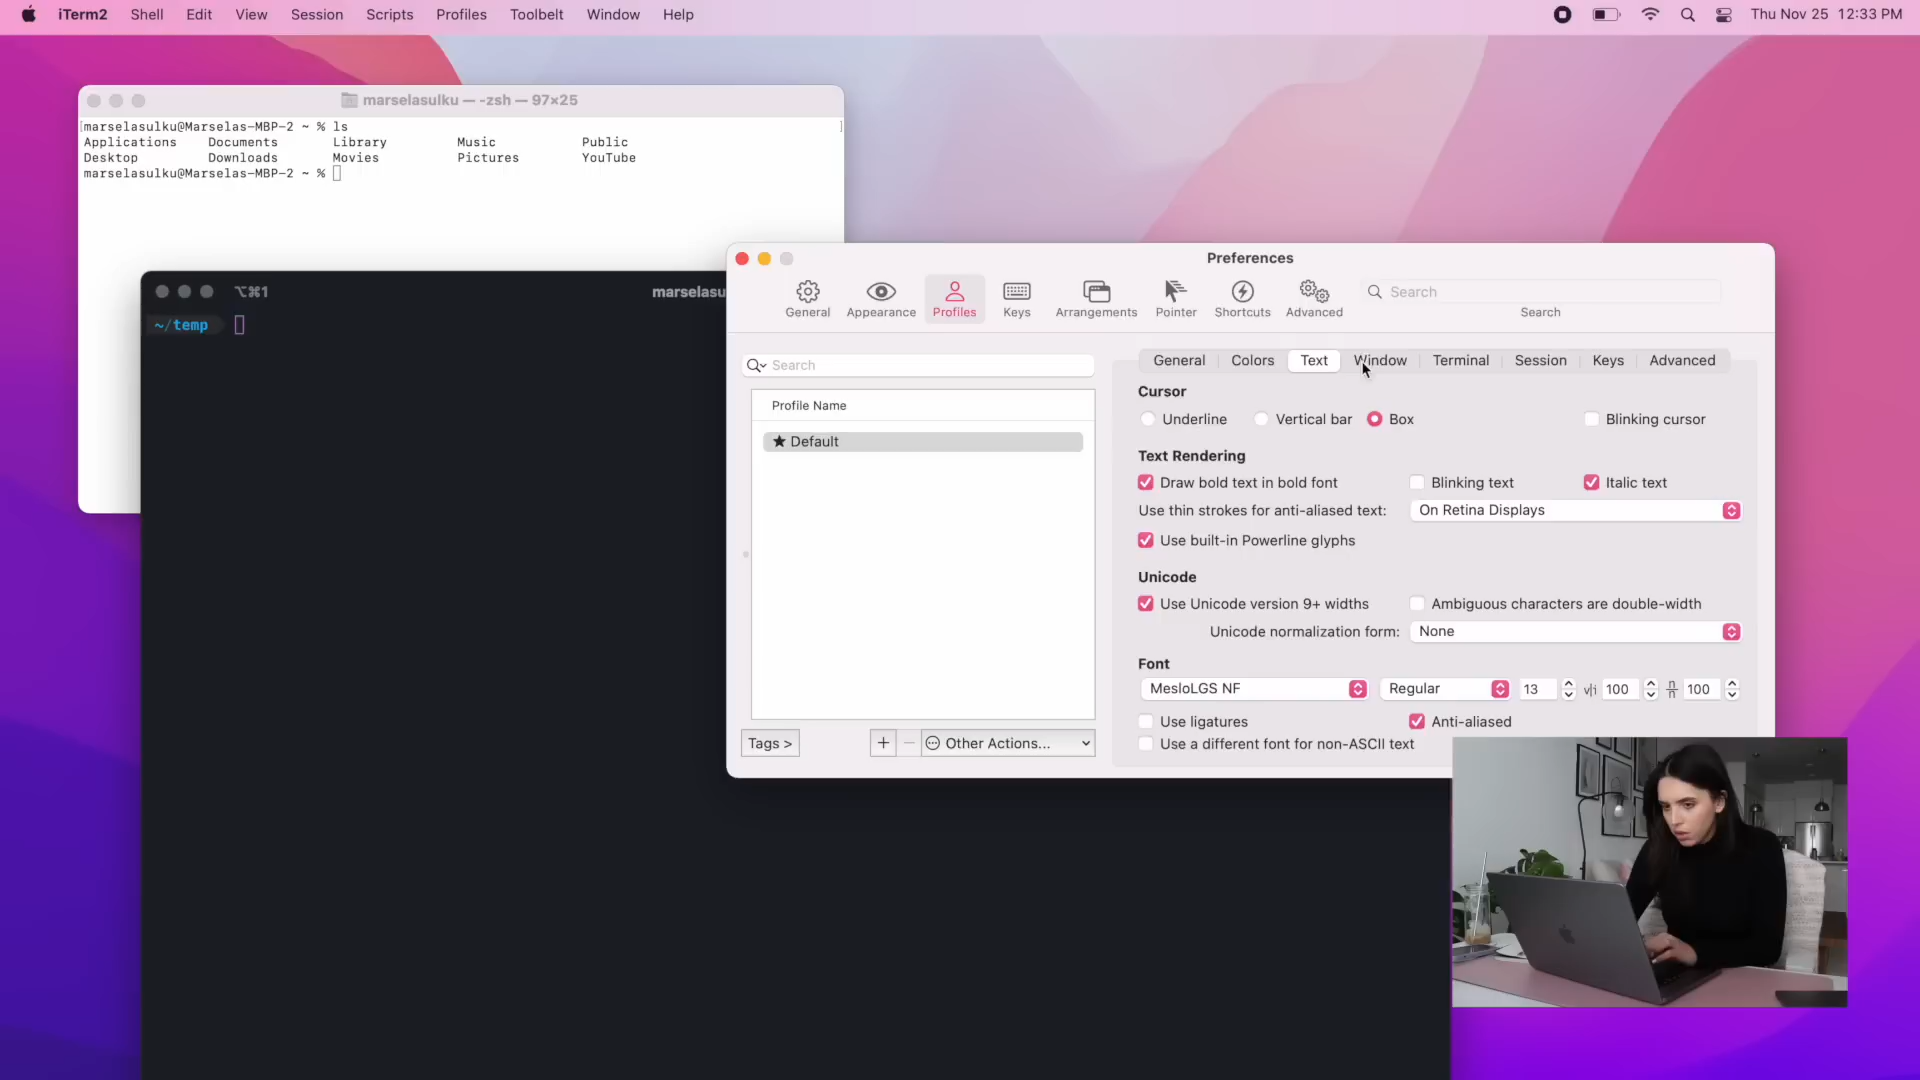 iTerm2 Shell Edit View Session Scripts Profiles Toolbelt Window Help Thu Nov 25 12:33 PM
marselasulku — -zsh — 97×25
marselasulku@Marselas-MBP-2 ~ % ls
Applications Documents Library Music Public
Desktop Downloads Movies Pictures YouTube
marselasulku@Marselas-MBP-2 ~ %
⌥⌘1 marselasu
~/temp
Preferences
General Appearance Profiles Keys Arrangements Pointer Shortcuts Advanced
Search
Search
Search
Profile Name
★ Default
Tags >
+ − Other Actions...
General Colors Text Window Terminal Session Keys Advanced
Cursor
Underline Vertical bar Box Blinking cursor
Text Rendering
Draw bold text in bold font Blinking text Italic text
Use thin strokes for anti-aliased text: On Retina Displays
Use built-in Powerline glyphs
Unicode
Use Unicode version 9+ widths Ambiguous characters are double-width
Unicode normalization form: None
Font
MesloLGS NF Regular 13 v|i 100 n/n 100
Use ligatures Anti-aliased
Use a different font for non-ASCII text